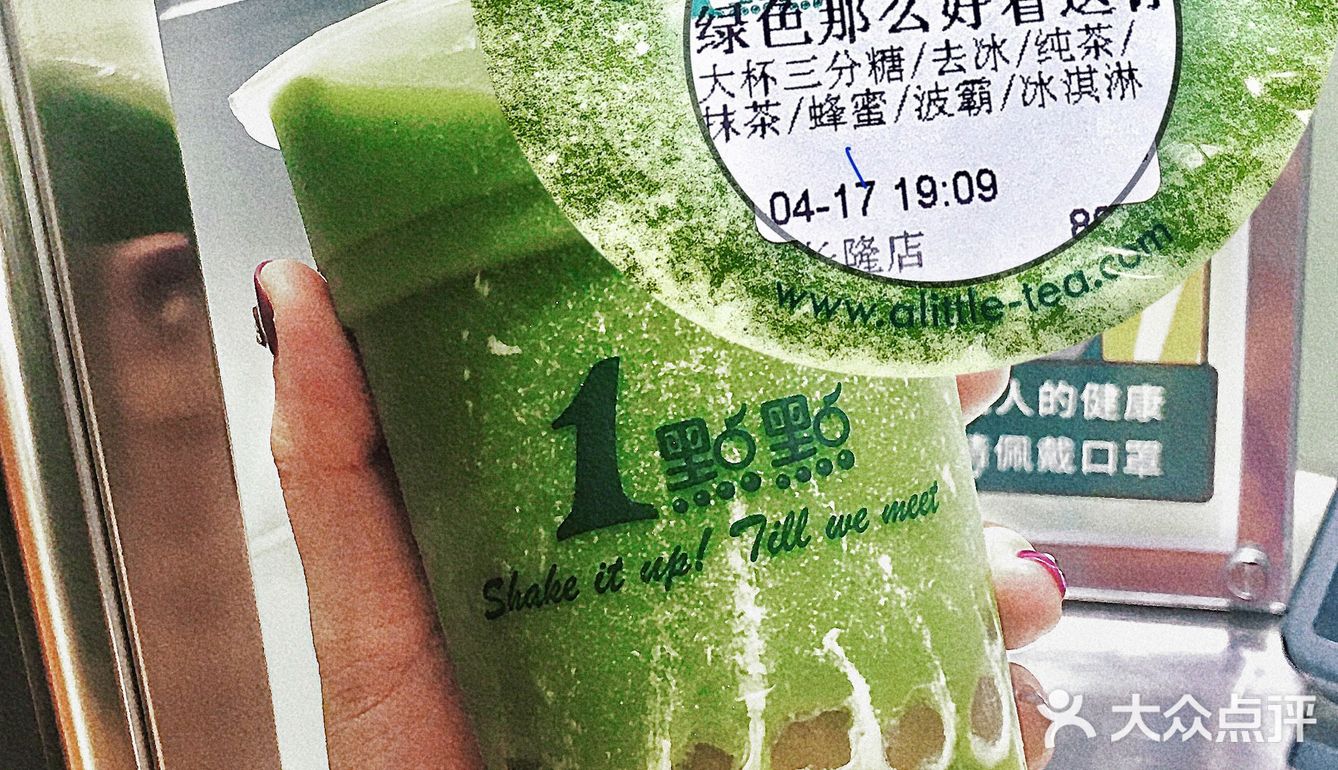 绿色那么好看这
大杯三分糖/去冰/纯茶/
抹茶/蜂蜜/波霸/冰淇淋
04-17 19:09
隆店
www.alittle-tea.com
1點點
Shake it up! Till we meet
人的健康
佩戴口罩
大众点评